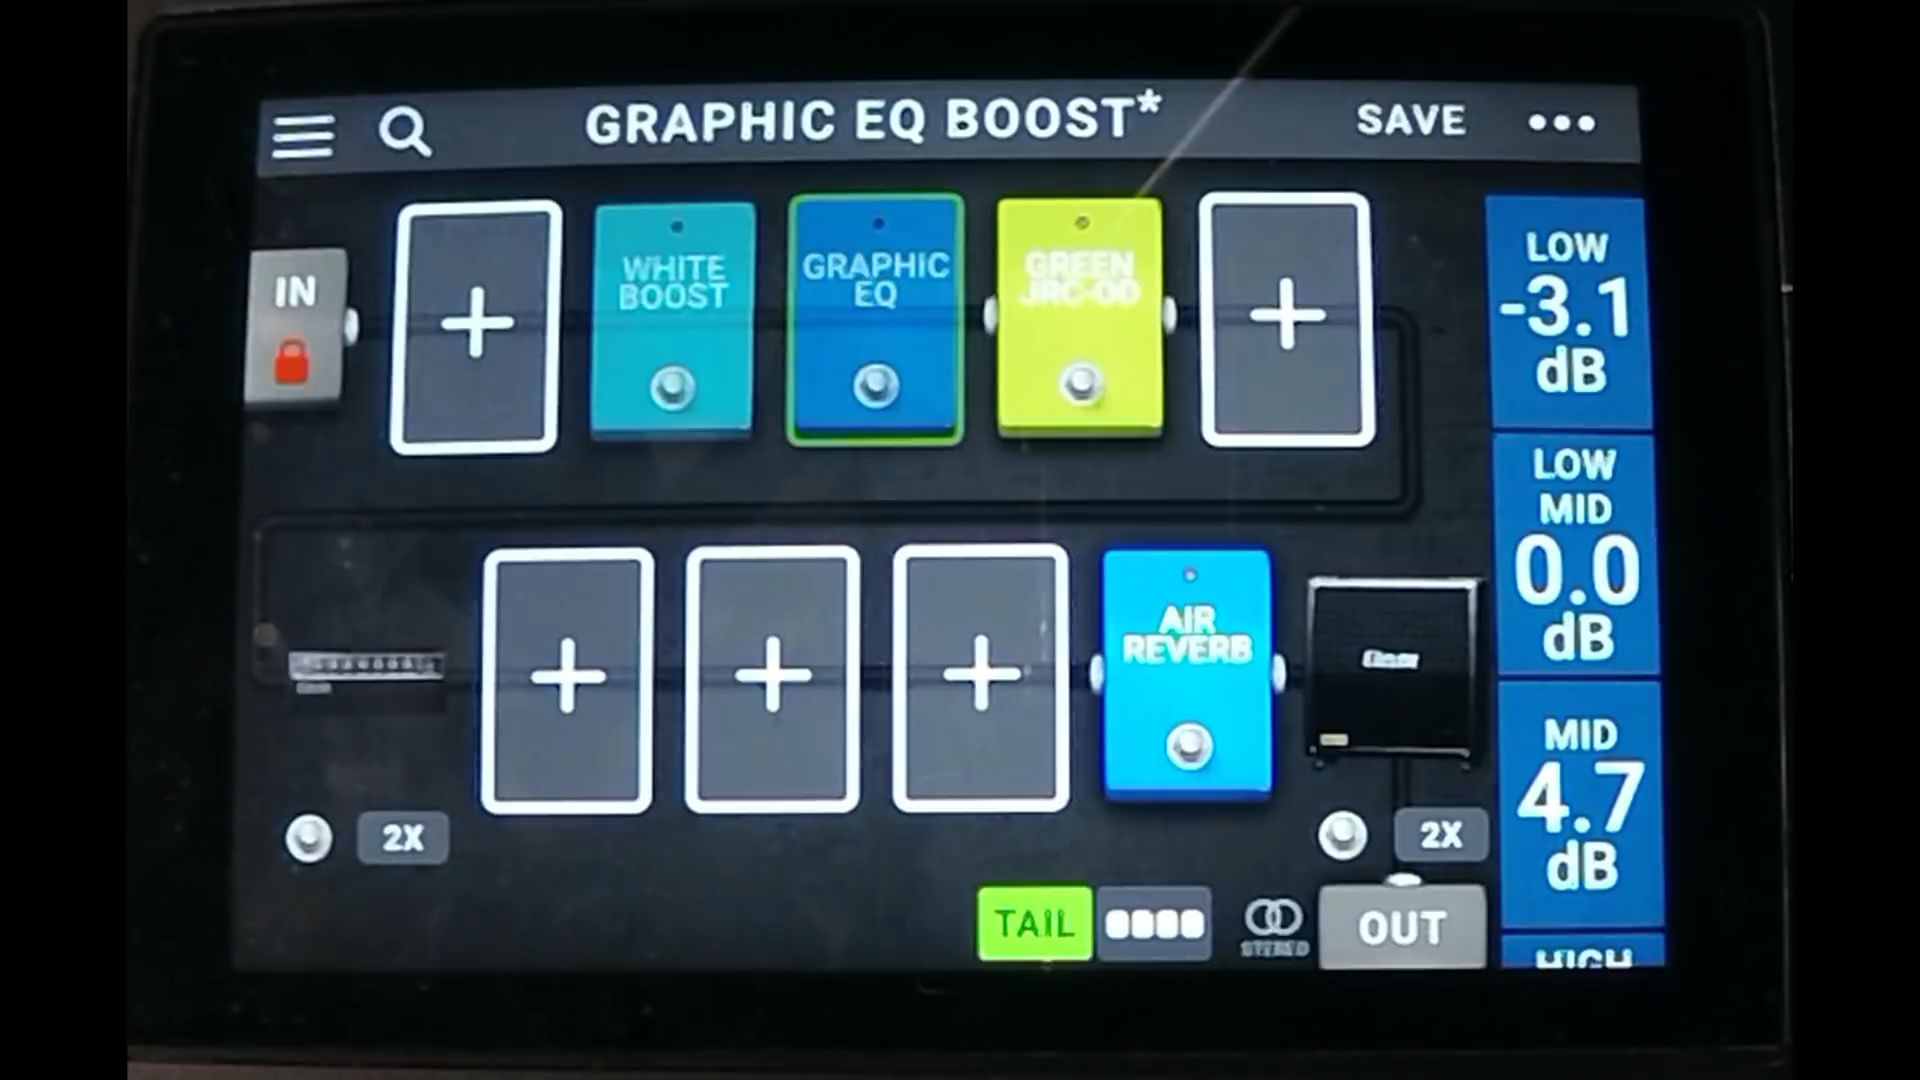 GRAPHIC EQ BOOST*
SAVE
IN
WHITE
BOOST
GRAPHIC
EQ
GREEN
JRC-OD
LOW
-3.1
dB
LOW
MID
0.0
dB
AIR
REVERB
MID
4.7
dB
2X
2X
TAIL
STEREO
OUT
HIGH